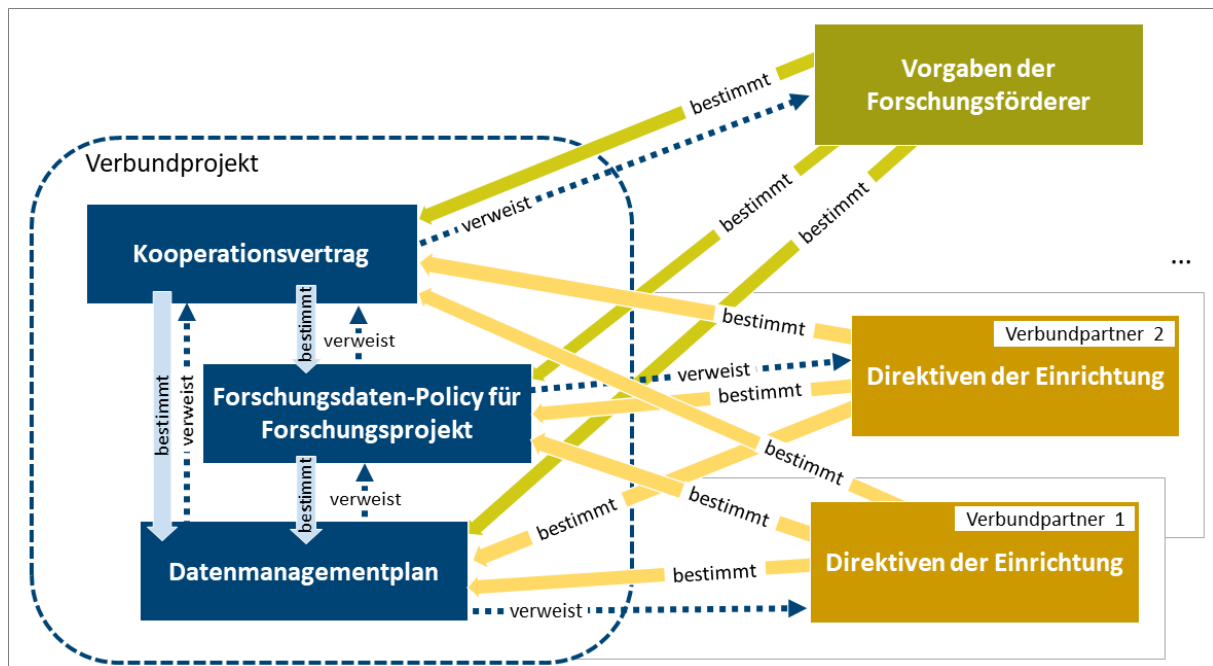 Vorgaben der
Forschungsförderer
bestimmt
verweist
bestimmt
bestimmt
Verbundprojekt
Kooperationsvertrag
...
bestimmt
bestimmt
verweist
bestimmt
verweist
Verbundpartner 2
Direktiven der Einrichtung
verweist
bestimmt
Forschungsdaten-Policy für
Forschungsprojekt
bestimmt
verweist
bestimmt
bestimmt
bestimmt
bestimmt
verweist
Verbundpartner 1
Direktiven der Einrichtung
Datenmanagementplan
bestimmt
verweist